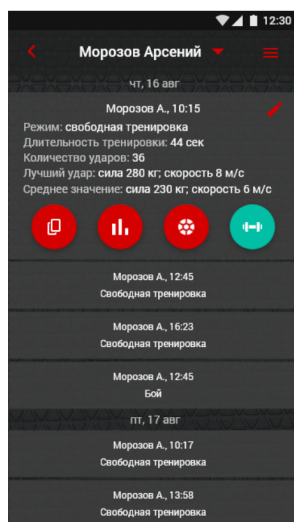 12:30
Морозов Арсений
чт, 16 авг
Морозов А., 10:15
Режим: свободная тренировка
Длительность тренировки: 44 сек
Количество ударов: 36
Лучший удар: сила 280 кг; скорость 8 м/с
Среднее значение: сила 230 кг; скорость 6 м/с
Морозов А., 12:45
Свободная тренировка
Морозов А., 16:23
Свободная тренировка
Морозов А., 12:45
Бой
пт, 17 авг
Морозов А., 10:17
Свободная тренировка
Морозов А., 13:58
Свободная тренировка